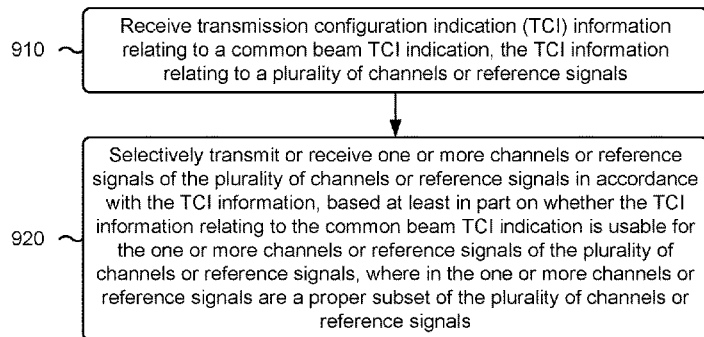 910
Receive transmission configuration indication (TCI) information
relating to a common beam TCI indication, the TCI information
relating to a plurality of channels or reference signals
920
Selectively transmit or receive one or more channels or reference
signals of the plurality of channels or reference signals in accordance
with the TCI information, based at least in part on whether the TCI
information relating to the common beam TCI indication is usable for
the one or more channels or reference signals of the plurality of
channels or reference signals, where in the one or more channels or
reference signals are a proper subset of the plurality of channels or
reference signals